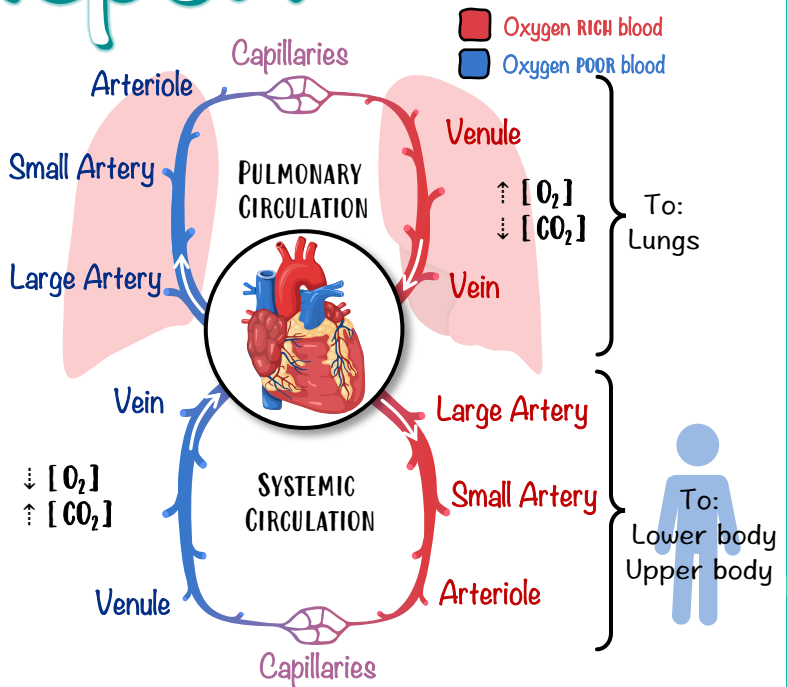 Oxygen RICH blood
Oxygen POOR blood
Capillaries
Arteriole
Venule
Small Artery
PULMONARY
CIRCULATION
↑ [O₂]
↓ [CO₂]
To:
Lungs
Large Artery
Vein
Vein
Large Artery
↓ [O₂]
↑ [CO₂]
SYSTEMIC
CIRCULATION
Small Artery
To:
Lower body
Upper body
Venule
Arteriole
Capillaries